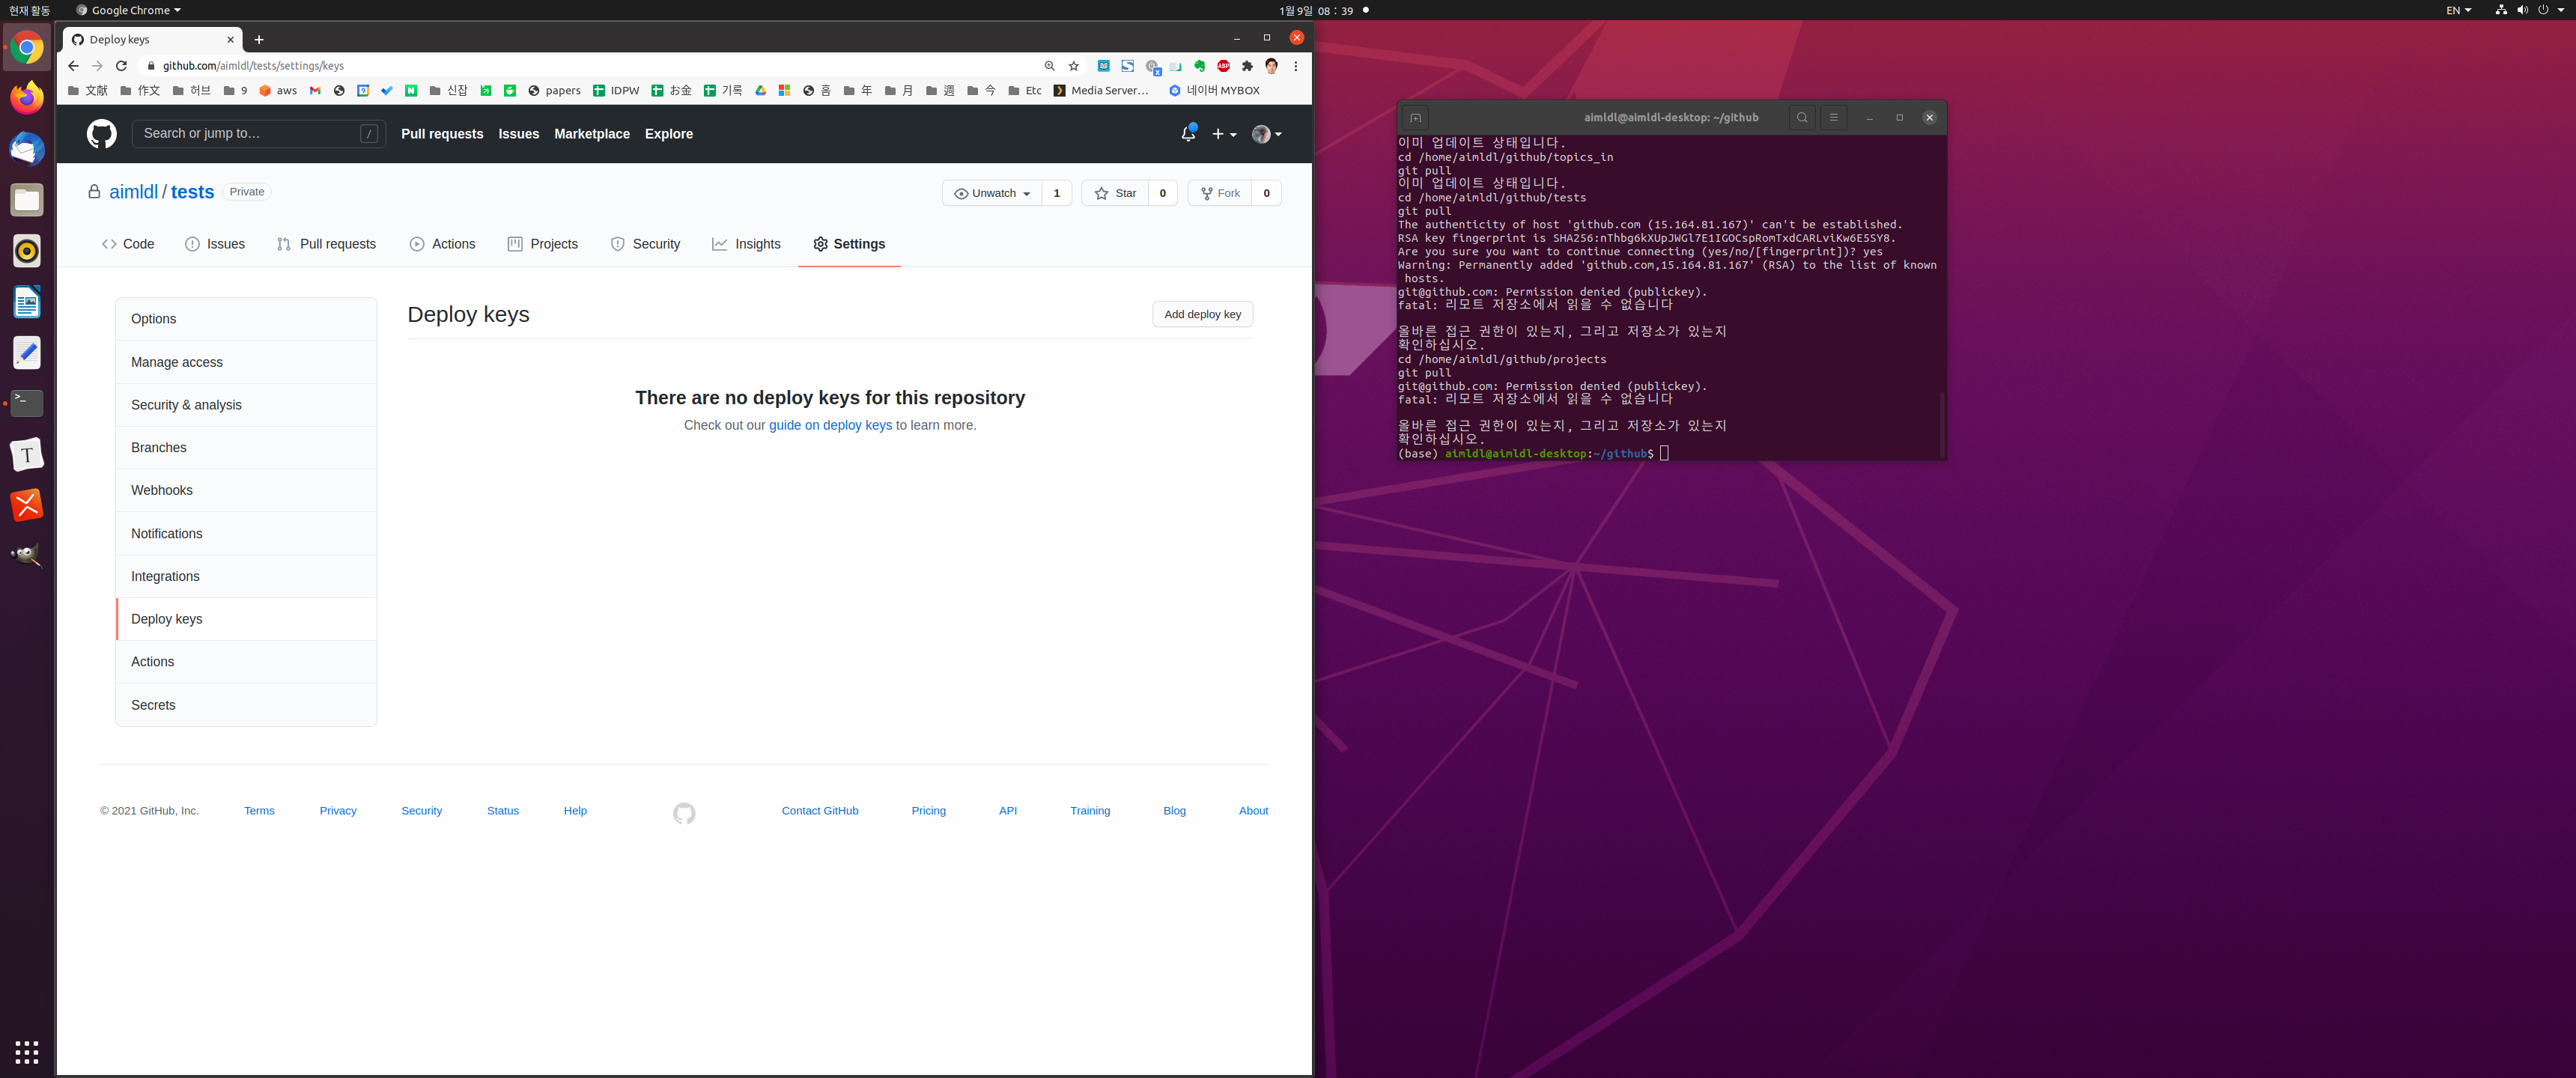 현재 활동
Google Chrome
1월 9일 08 : 39
EN
Deploy keys
github.com/aimldl/tests/settings/keys
文献 作文 허브 9 aws 신잡 papers IDPW お金 기록 홈 年 月 週 今 Etc Media Server… 네이버 MYBOX
Search or jump to… /
Pull requests Issues Marketplace Explore
aimldl / tests Private
Unwatch 1 Star 0 Fork 0
Code Issues Pull requests Actions Projects Security Insights Settings
Options
Manage access
Security & analysis
Branches
Webhooks
Notifications
Integrations
Deploy keys
Actions
Secrets
Deploy keys
Add deploy key
There are no deploy keys for this repository
Check out our guide on deploy keys to learn more.
© 2021 GitHub, Inc. Terms Privacy Security Status Help Contact GitHub Pricing API Training Blog About
aimldl@aimldl-desktop: ~/github
이미 업데이트 상태입니다.
cd /home/aimldl/github/topics_in
git pull
이미 업데이트 상태입니다.
cd /home/aimldl/github/tests
git pull
The authenticity of host 'github.com (15.164.81.167)' can't be established.
RSA key fingerprint is SHA256:nThbg6kXUpJWGl7E1IGOCspRomTxdCARLviKw6E5SY8.
Are you sure you want to continue connecting (yes/no/[fingerprint])? yes
Warning: Permanently added 'github.com,15.164.81.167' (RSA) to the list of known
 hosts.
git@github.com: Permission denied (publickey).
fatal: 리모트 저장소에서 읽을 수 없습니다
올바른 접근 권한이 있는지, 그리고 저장소가 있는지
확인하십시오.
cd /home/aimldl/github/projects
git pull
git@github.com: Permission denied (publickey).
fatal: 리모트 저장소에서 읽을 수 없습니다
올바른 접근 권한이 있는지, 그리고 저장소가 있는지
확인하십시오.
(base) aimldl@aimldl-desktop:~/github$